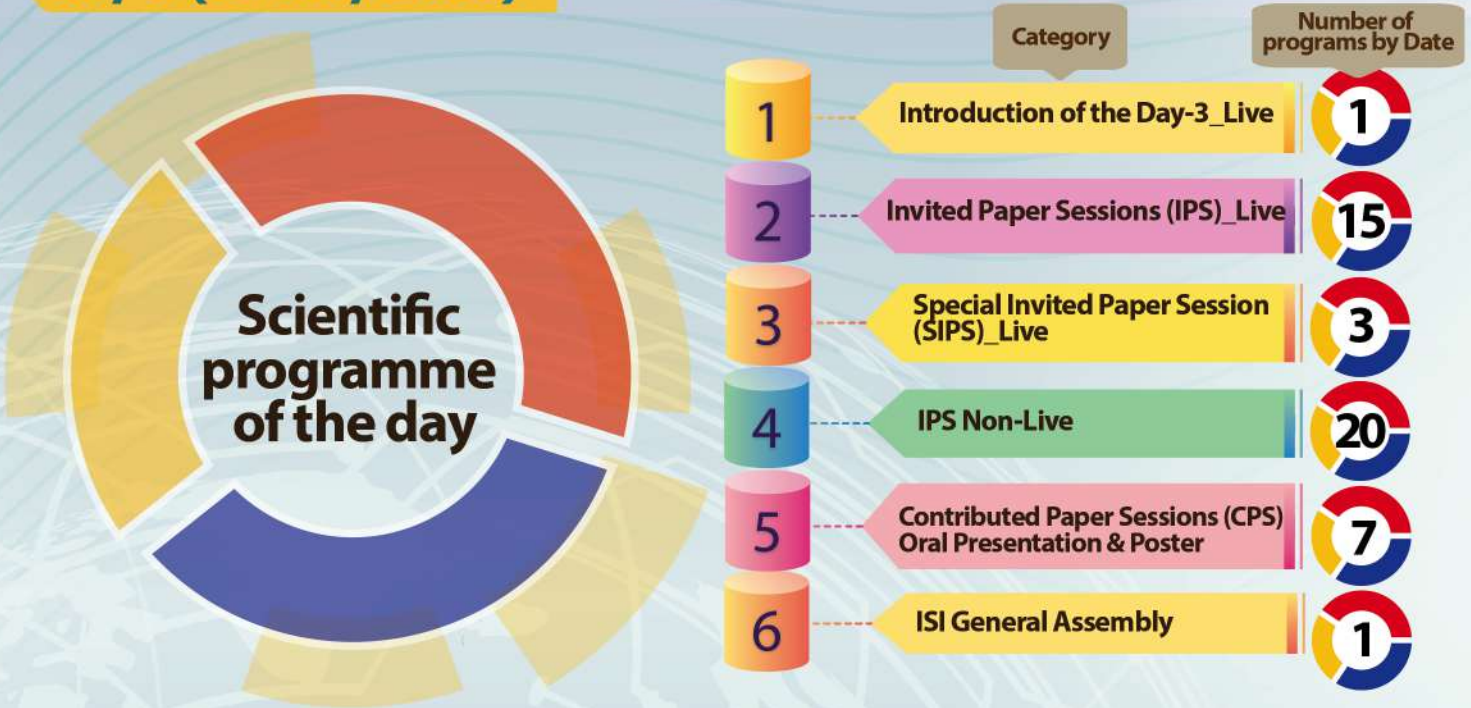 Category
Number of
programs by Date
1
Introduction of the Day-3_Live
1
2
Invited Paper Sessions (IPS)_Live
15
3
Special Invited Paper Session
(SIPS)_Live
3
4
IPS Non-Live
20
5
Contributed Paper Sessions (CPS)
Oral Presentation & Poster
7
6
ISI General Assembly
1
Scientific
programme
of the day